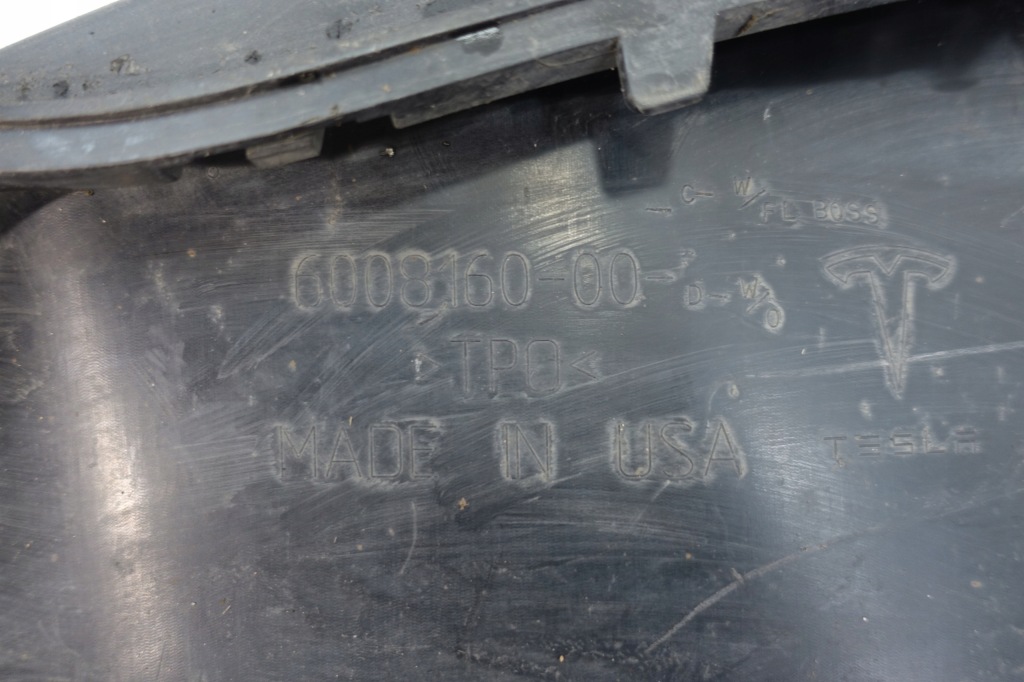 C- W/
FL BOSS
6008160-00-
D- W/O
>TPO<
MADE IN USA
TESLA